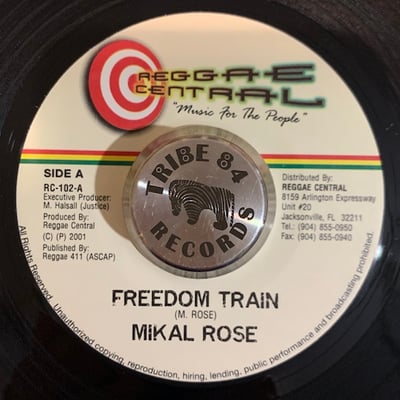 REGGAE
CENTRAL
"Music For The People"
SIDE A
RC-102-A
Executive Producer:
M. Halsall (Justice)
Produced By:
Reggae Central
(C) (P) 2001
Published By:
Reggae 411 (ASCAP)
TRIBE 84
RECORDS
Distributed By:
REGGAE CENTRAL
8159 Arlington Expressway
Unit #20
Jacksonville, FL 32211
Tel: (904) 855-0950
Fax: (904) 855-0940
FREEDOM TRAIN
(M. ROSE)
MiKAL ROSE
All Rights Reserved. Unauthorized copying, reproduction, hiring, lending, public performance and broadcasting prohibited.